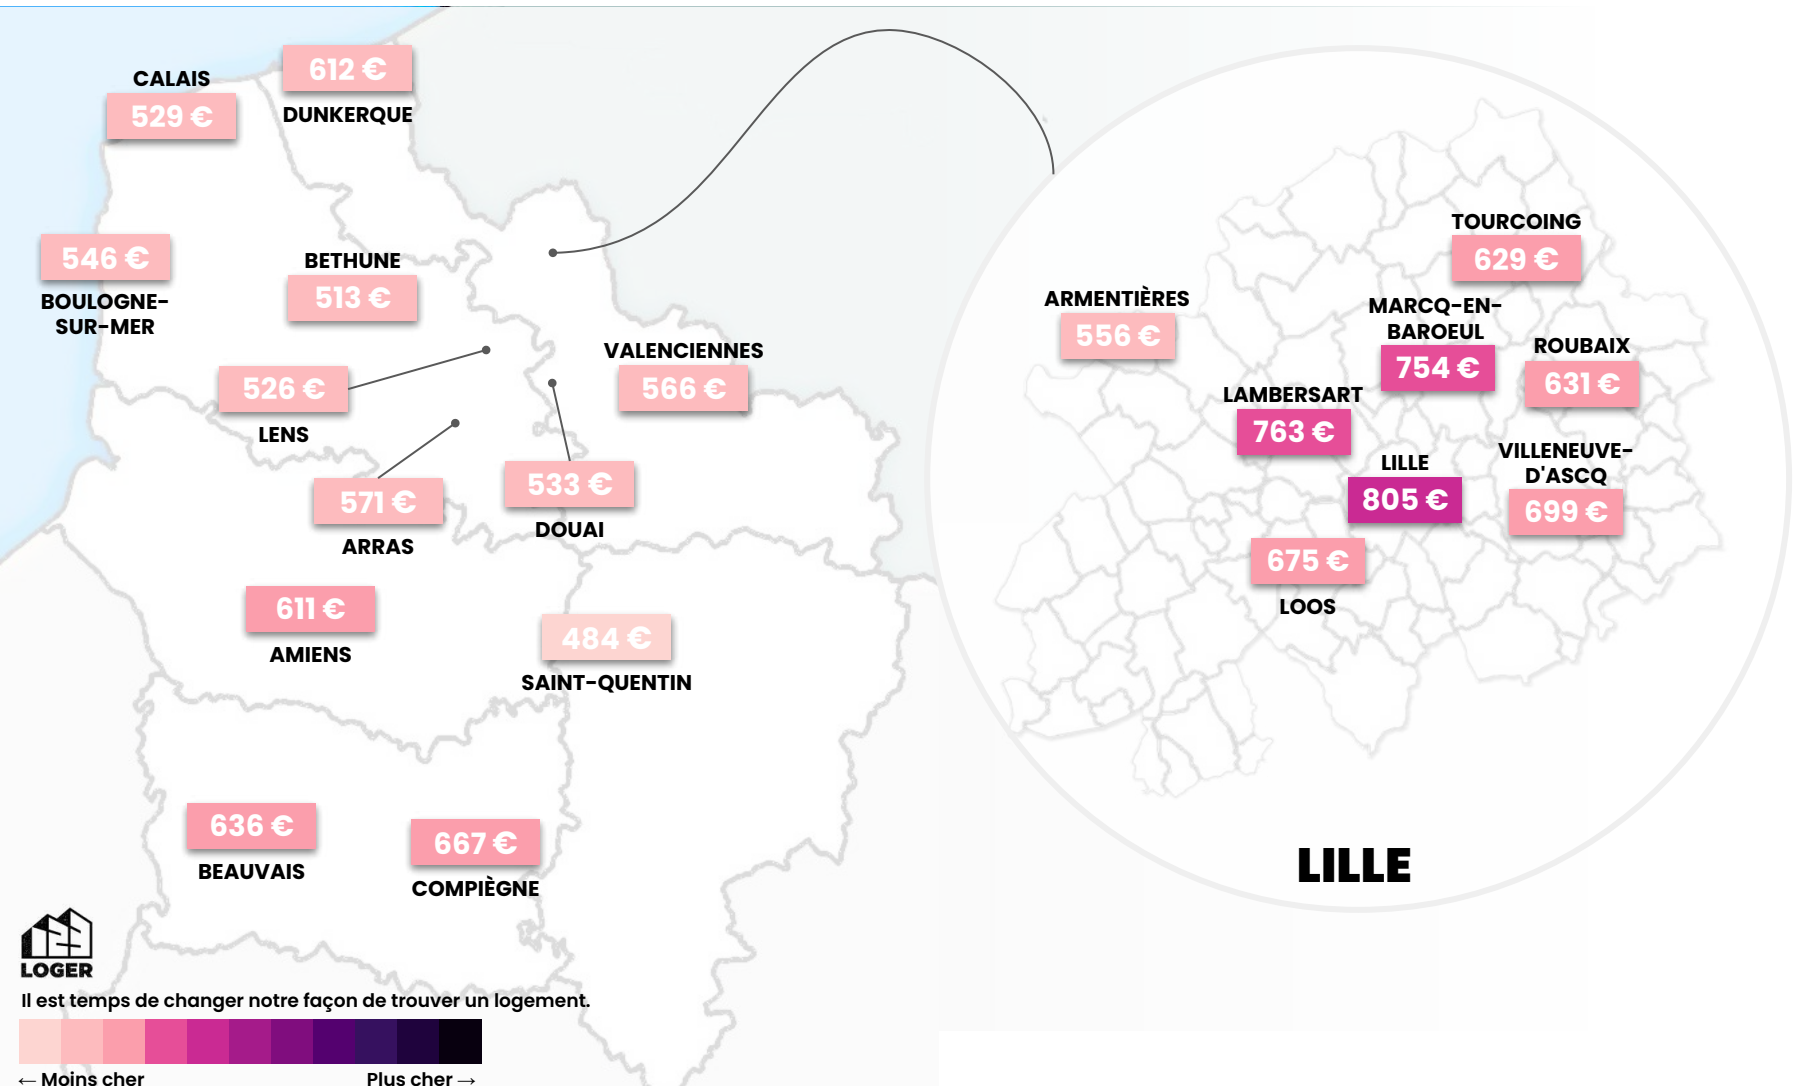 CALAIS
529 €
612 €
DUNKERQUE
546 €
BOULOGNE-
SUR-MER
BETHUNE
513 €
526 €
LENS
VALENCIENNES
566 €
571 €
ARRAS
533 €
DOUAI
611 €
AMIENS
484 €
SAINT-QUENTIN
636 €
BEAUVAIS
667 €
COMPIÈGNE
TOURCOING
629 €
ARMENTIÈRES
556 €
MARCQ-EN-
BAROEUL
754 €
ROUBAIX
631 €
LAMBERSART
763 €
LILLE
805 €
VILLENEUVE-
D'ASCQ
699 €
675 €
LOOS
LILLE
LOGER
Il est temps de changer notre façon de trouver un logement.
← Moins cher
Plus cher →